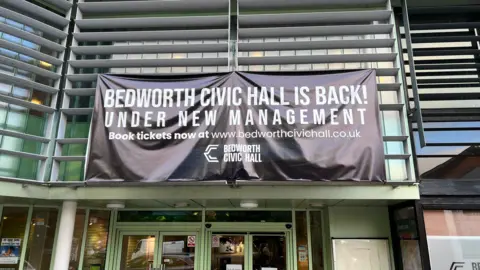 BEDWORTH CIVIC HALL IS BACK!
UNDER NEW MANAGEMENT
Book tickets now at www.bedworthcivichall.co.uk
BEDWORTH
CIVIC HALL